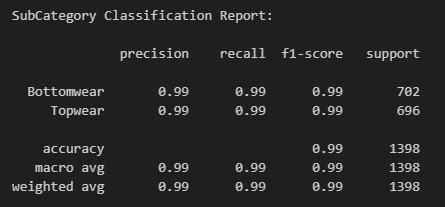 SubCategory Classification Report:
precision recall f1-score support
Bottomwear 0.99 0.99 0.99 702
Topwear 0.99 0.99 0.99 696
accuracy 0.99 1398
macro avg 0.99 0.99 0.99 1398
weighted avg 0.99 0.99 0.99 1398